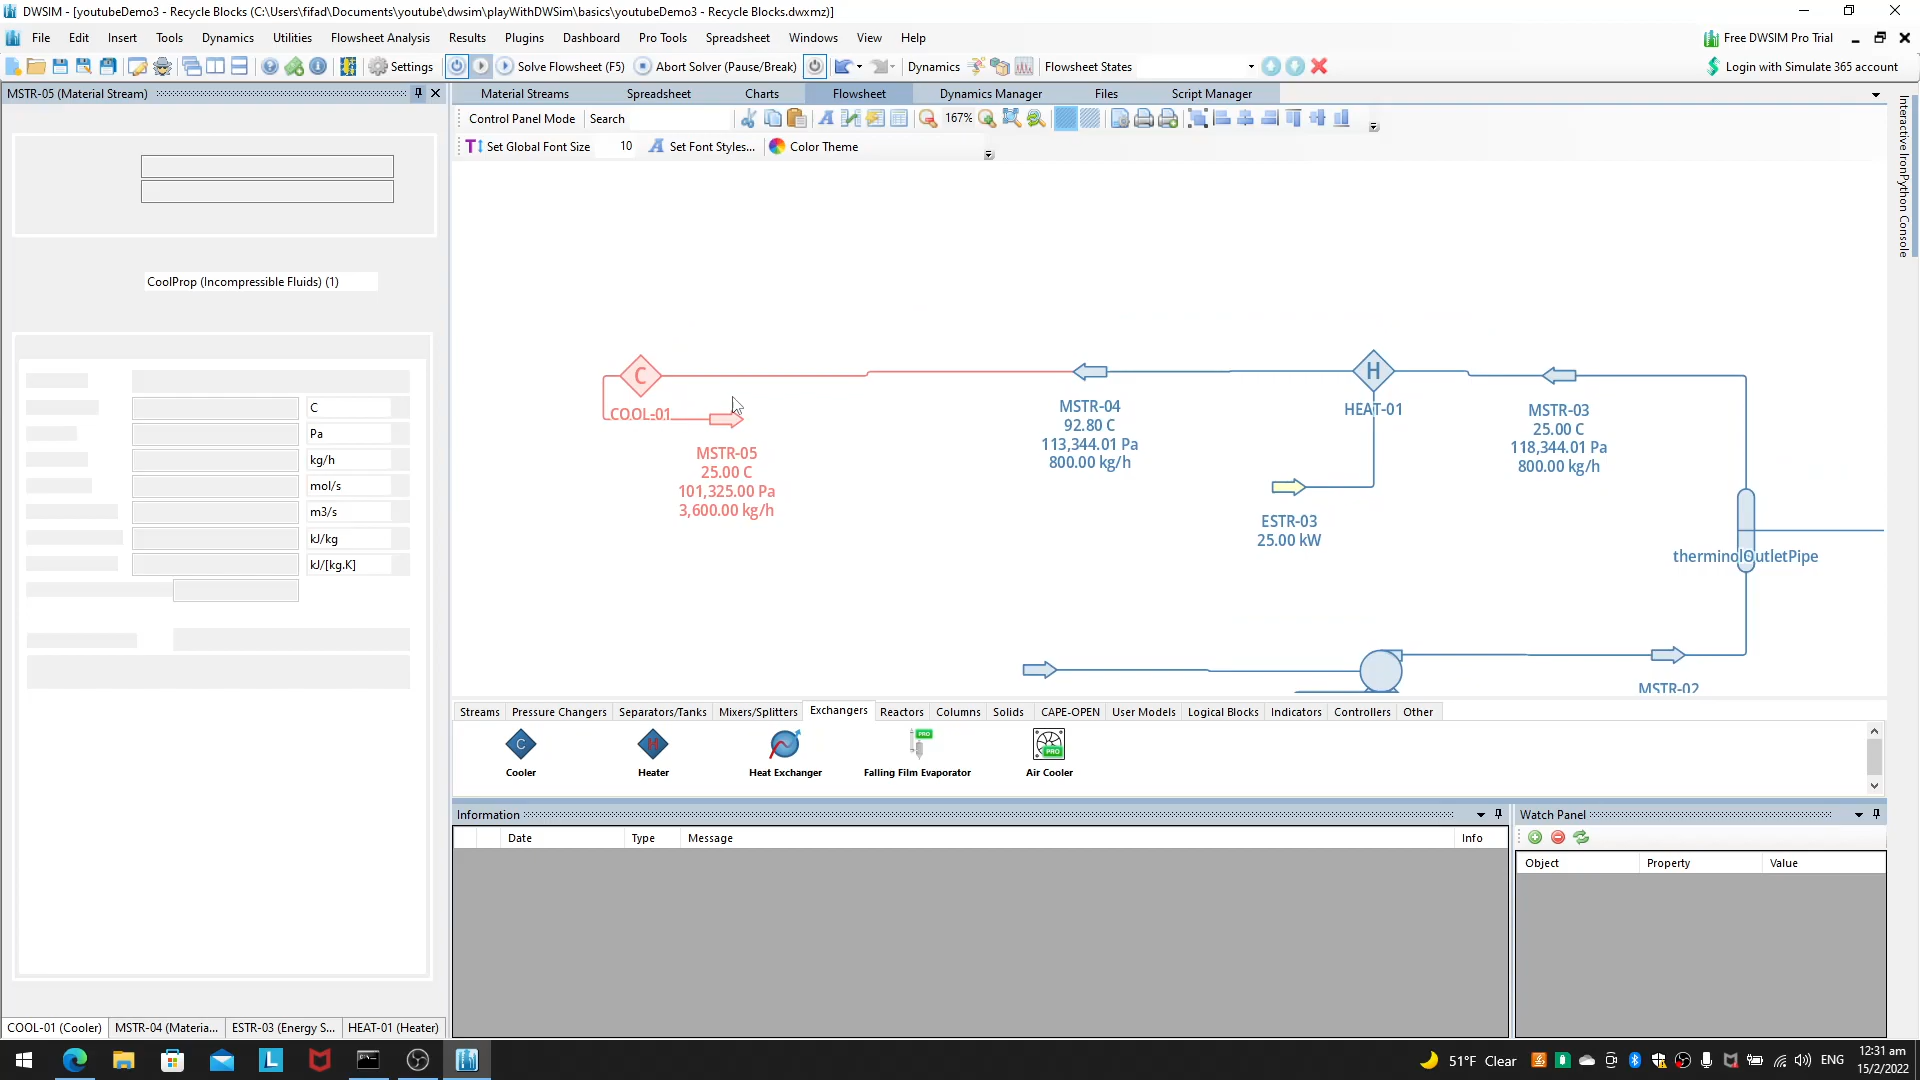 DWSIM - [youtubeDemo3 - Recycle Blocks (C:\Users\fifad\Documents\youtube\dwsim\playWithDWSim\basics\youtubeDemo3 - Recycle Blocks.dwxmz)]
File Edit Insert Tools Dynamics Utilities Flowsheet Analysis Results Plugins Dashboard Pro Tools Spreadsheet Windows View Help Free DWSIM Pro Trial
Settings Solve Flowsheet (F5) Abort Solver (Pause/Break) Dynamics Flowsheet States Login with Simulate 365 account
MSTR-05 (Material Stream)
Material Streams Spreadsheet Charts Flowsheet Dynamics Manager Files Script Manager
Control Panel Mode Search 167%
Set Global Font Size 10 Set Font Styles... Color Theme
Interactive IronPython Console
CoolProp (Incompressible Fluids) (1)
C
Pa
kg/h
mol/s
m3/s
kJ/kg
kJ/[kg.K]
C
COOL-01
MSTR-05
25.00 C
101,325.00 Pa
3,600.00 kg/h
MSTR-04
92.80 C
113,344.01 Pa
800.00 kg/h
H
HEAT-01
ESTR-03
25.00 kW
MSTR-03
25.00 C
118,344.01 Pa
800.00 kg/h
therminolOutletPipe
MSTR-02
Streams Pressure Changers Separators/Tanks Mixers/Splitters Exchangers Reactors Columns Solids CAPE-OPEN User Models Logical Blocks Indicators Controllers Other
C H PRO PRO
Cooler Heater Heat Exchanger Falling Film Evaporator Air Cooler
Information
Date Type Message Info
Watch Panel
Object Property Value
COOL-01 (Cooler) MSTR-04 (Materia... ESTR-03 (Energy S... HEAT-01 (Heater)
L 51°F Clear ENG 12:31 am
15/2/2022